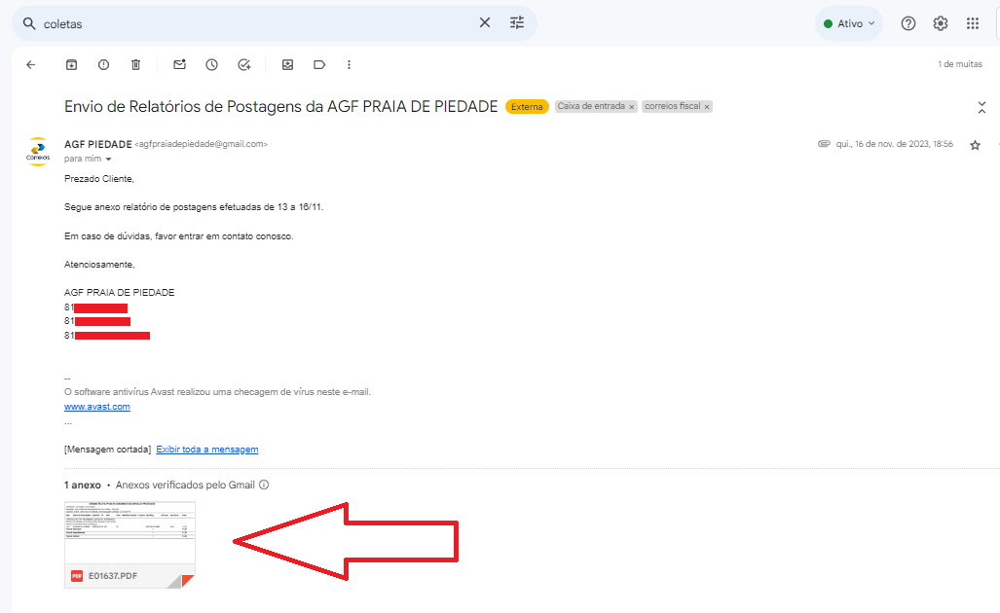 coletas
Ativo
1 de muitas
Envio de Relatórios de Postagens da AGF PRAIA DE PIEDADE Externa Caixa de entrada × correios fiscal ×
Correios
AGF PIEDADE <agfpraiadepiedade@gmail.com>
qui., 16 de nov. de 2023, 18:56
para mim
Prezado Cliente,
Segue anexo relatório de postagens efetuadas de 13 a 16/11.
Em caso de dúvidas, favor entrar em contato conosco.
Atenciosamente,
AGF PRAIA DE PIEDADE
81
81
81
--
O software antivírus Avast realizou uma checagem de vírus neste e-mail.
www.avast.com
...
[Mensagem cortada] Exibir toda a mensagem
1 anexo • Anexos verificados pelo Gmail
PDF E01637.PDF